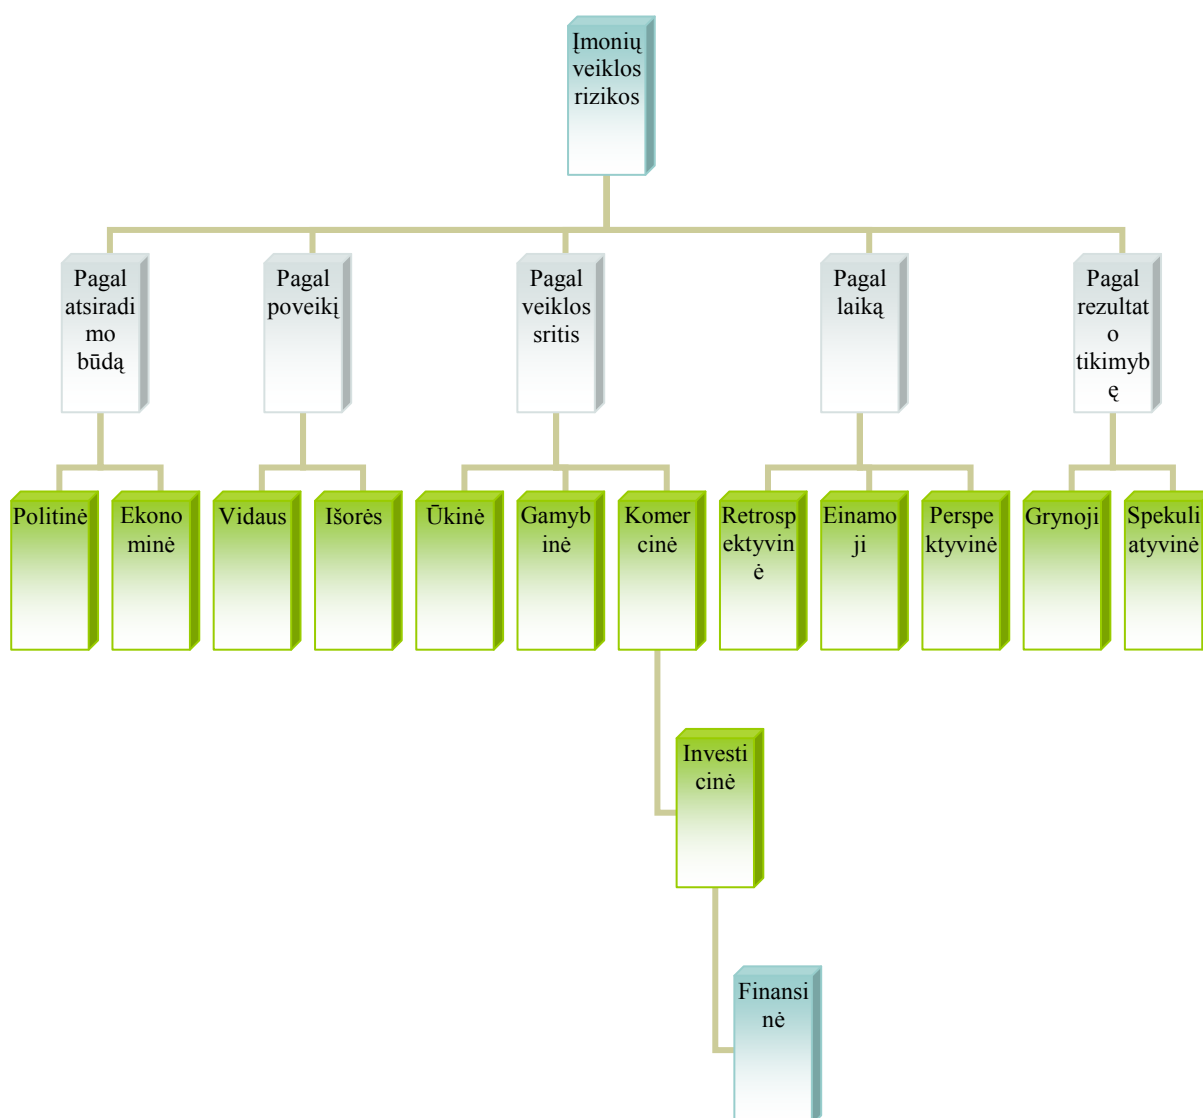 Įmonių
veiklos
rizikos
Pagal
atsiradi
mo
būdą
Pagal
poveikį
Pagal
veiklos
sritis
Pagal
laiką
Pagal
rezultat
o
tikimyb
ę
Politinė
Ekono
minė
Vidaus
Išorės
Ūkinė
Gamyb
inė
Komer
cinė
Retrosp
ektyvin
ė
Einamo
ji
Perspe
ktyvinė
Grynoji
Spekuli
atyvinė
Investi
cinė
Finansi
nė